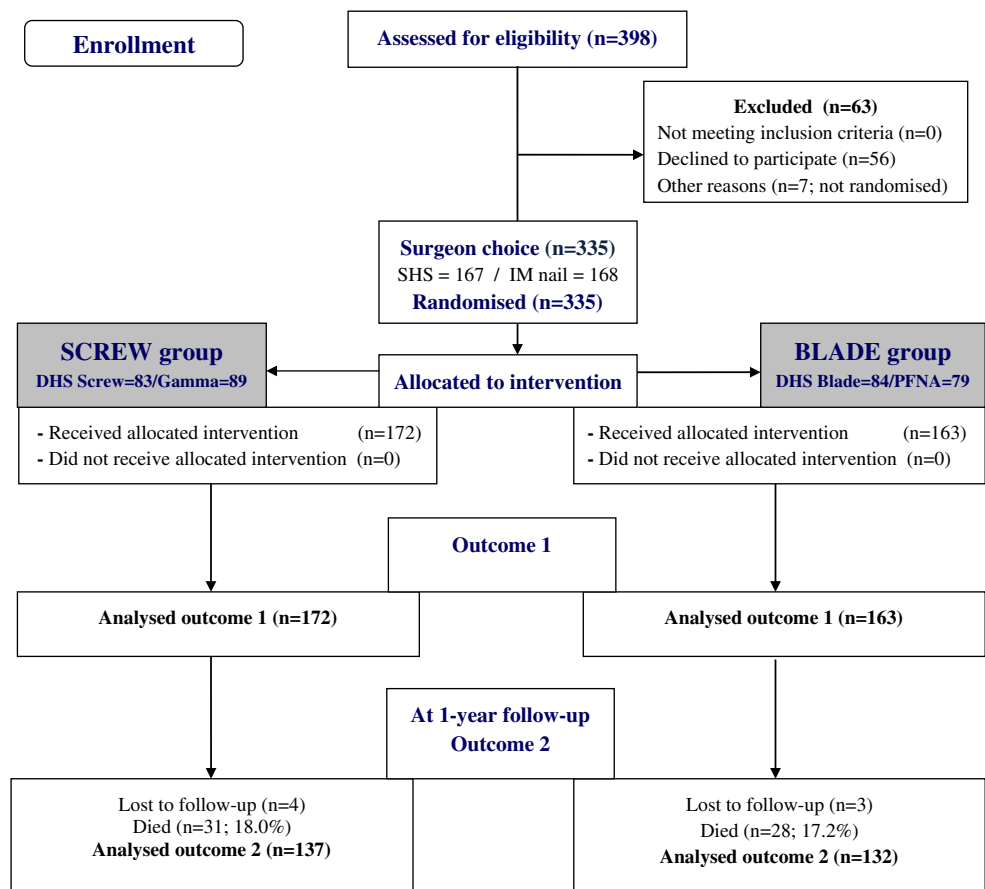 Enrollment
Assessed for eligibility (n=398)
Excluded (n=63)
Not meeting inclusion criteria (n=0)
Declined to participate (n=56)
Other reasons (n=7; not randomised)
Surgeon choice (n=335)
SHS = 167 / IM nail = 168
Randomised (n=335)
SCREW group
DHS Screw=83/Gamma=89
Allocated to intervention
BLADE group
DHS Blade=84/PFNA=79
- Received allocated intervention (n=172)
- Did not receive allocated intervention (n=0)
- Received allocated intervention (n=163)
- Did not receive allocated intervention (n=0)
Outcome 1
Analysed outcome 1 (n=172)
Analysed outcome 1 (n=163)
At 1-year follow-up
Outcome 2
Lost to follow-up (n=4)
Died (n=31; 18.0%)
Analysed outcome 2 (n=137)
Lost to follow-up (n=3)
Died (n=28; 17.2%)
Analysed outcome 2 (n=132)